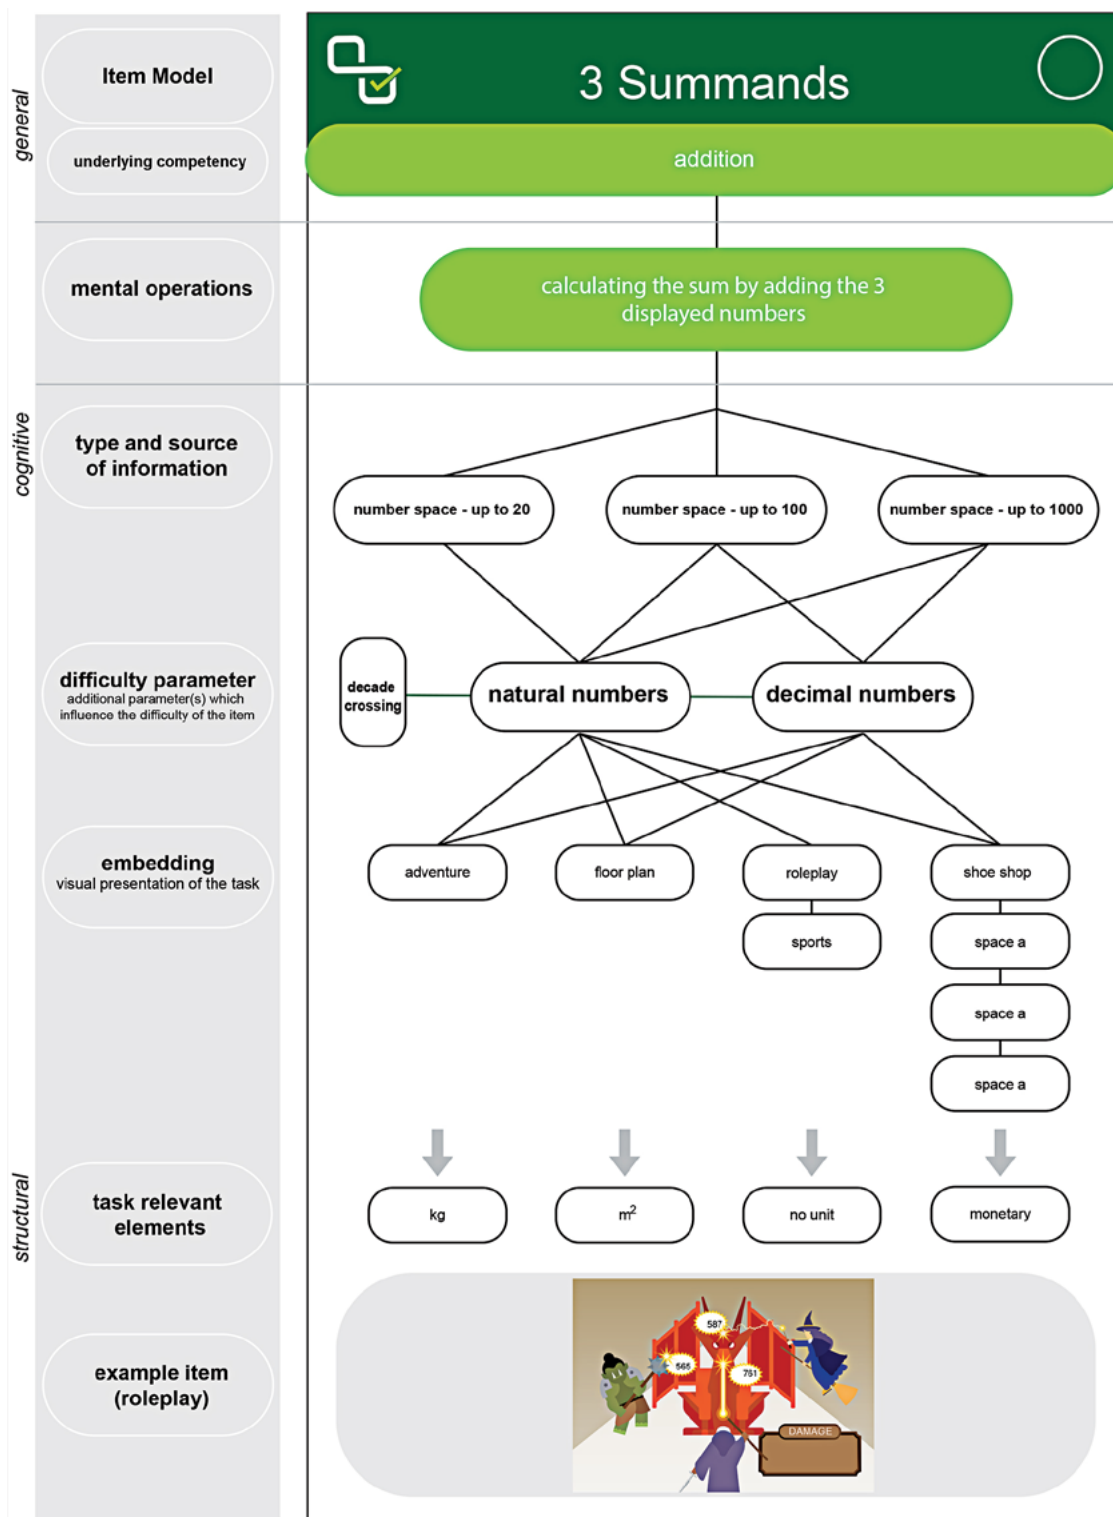 general
Item Model
3 Summands
underlying competency
addition
mental operations
calculating the sum by adding the 3
displayed numbers
cognitive
type and source
of information
number space - up to 20
number space - up to 100
number space - up to 1000
difficulty parameter
additional parameter(s) which
influence the difficulty of the item
decade
crossing
natural numbers
decimal numbers
embedding
visual presentation of the task
adventure
floor plan
roleplay
shoe shop
sports
space a
space a
space a
structural
task relevant
elements
kg
m²
no unit
monetary
example item
(roleplay)
587
565
751
DAMAGE